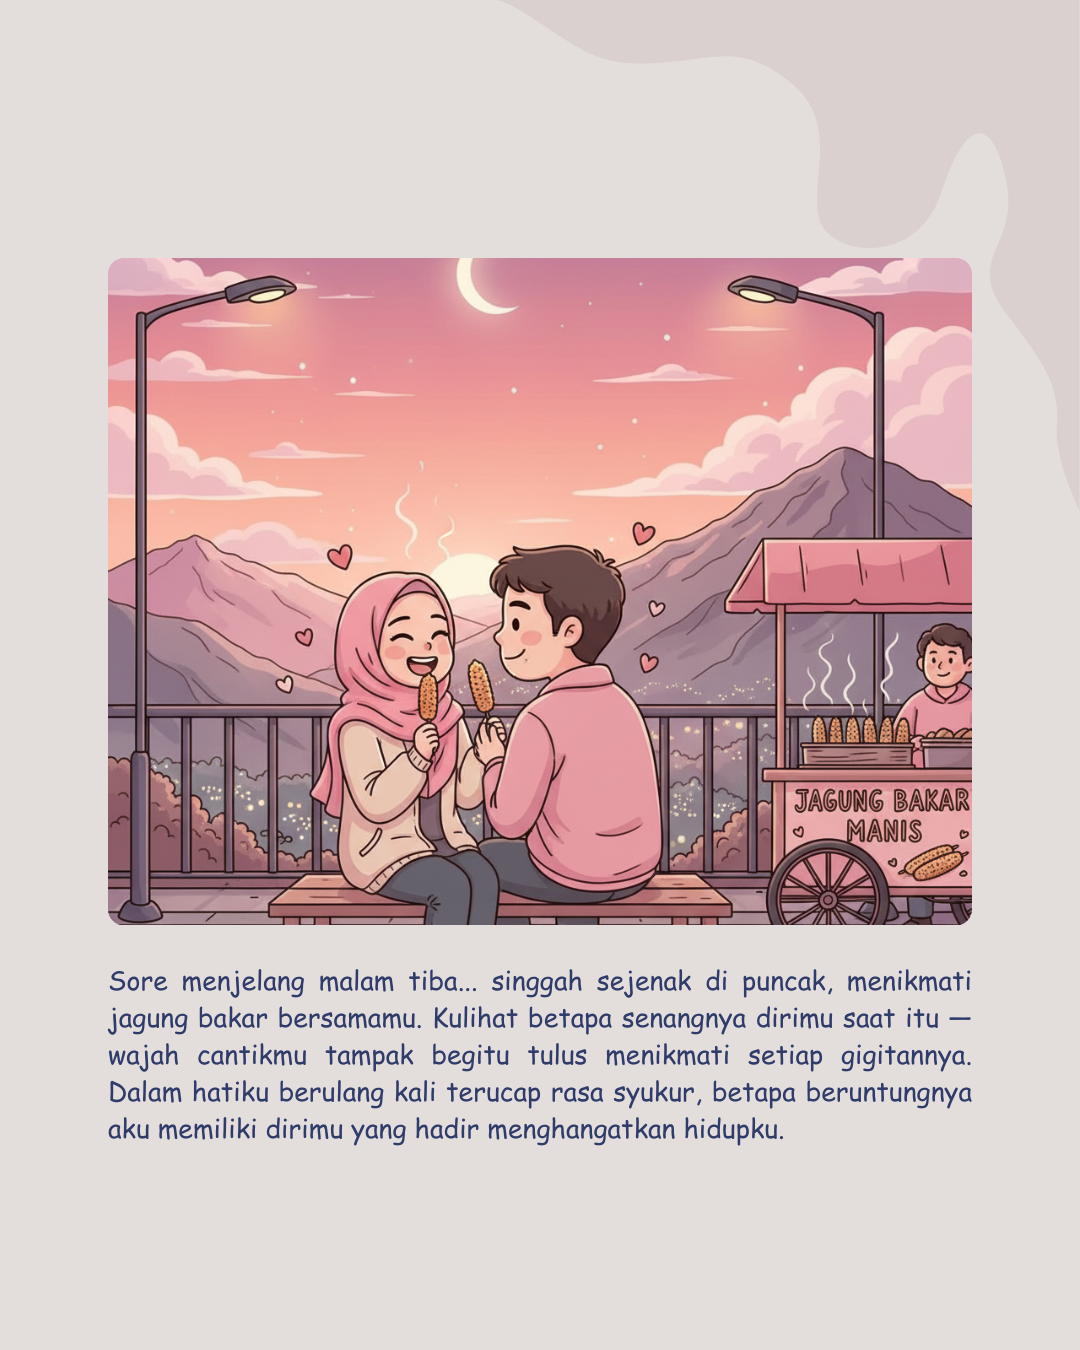 JAGUNG BAKAR
MANIS
Sore menjelang malam tiba... singgah sejenak di puncak, menikmati
jagung bakar bersamamu. Kulihat betapa senangnya dirimu saat itu —
wajah cantikmu tampak begitu tulus menikmati setiap gigitannya.
Dalam hatiku berulang kali terucap rasa syukur, betapa beruntungnya
aku memiliki dirimu yang hadir menghangatkan hidupku.